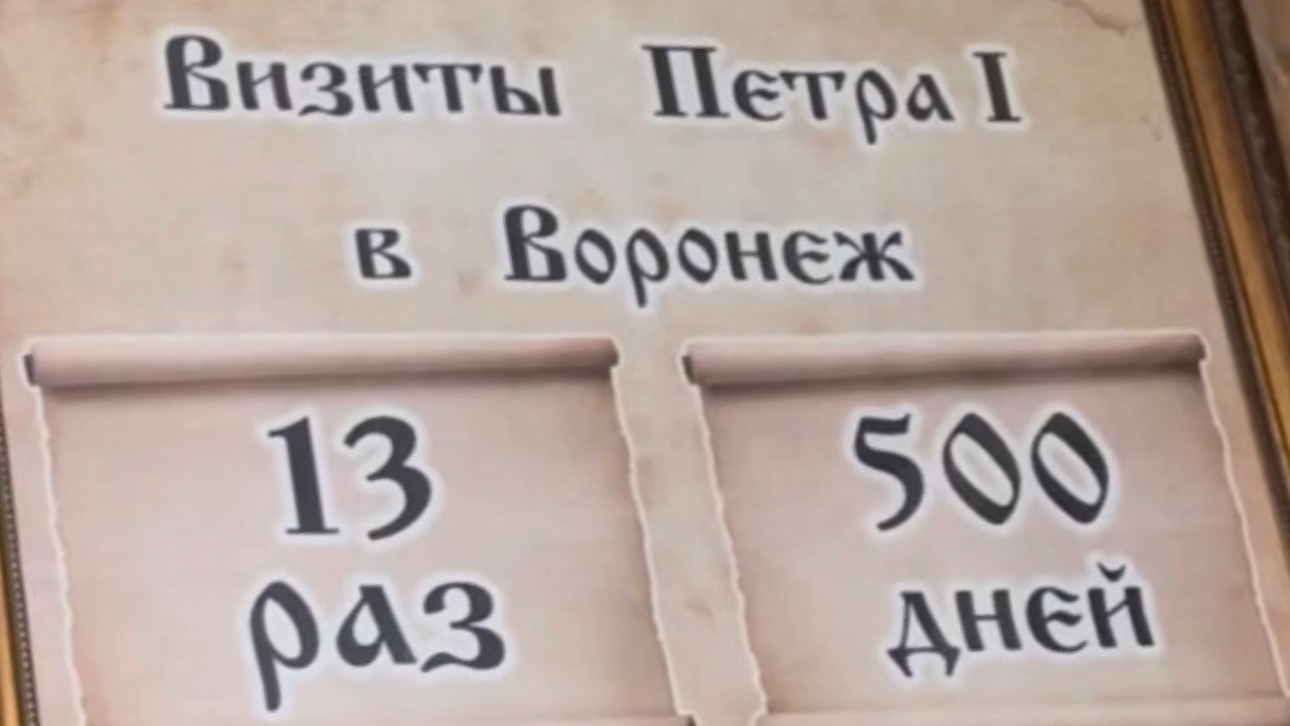 Визиты Петра I
в Воронеж
13
раз
500
дней